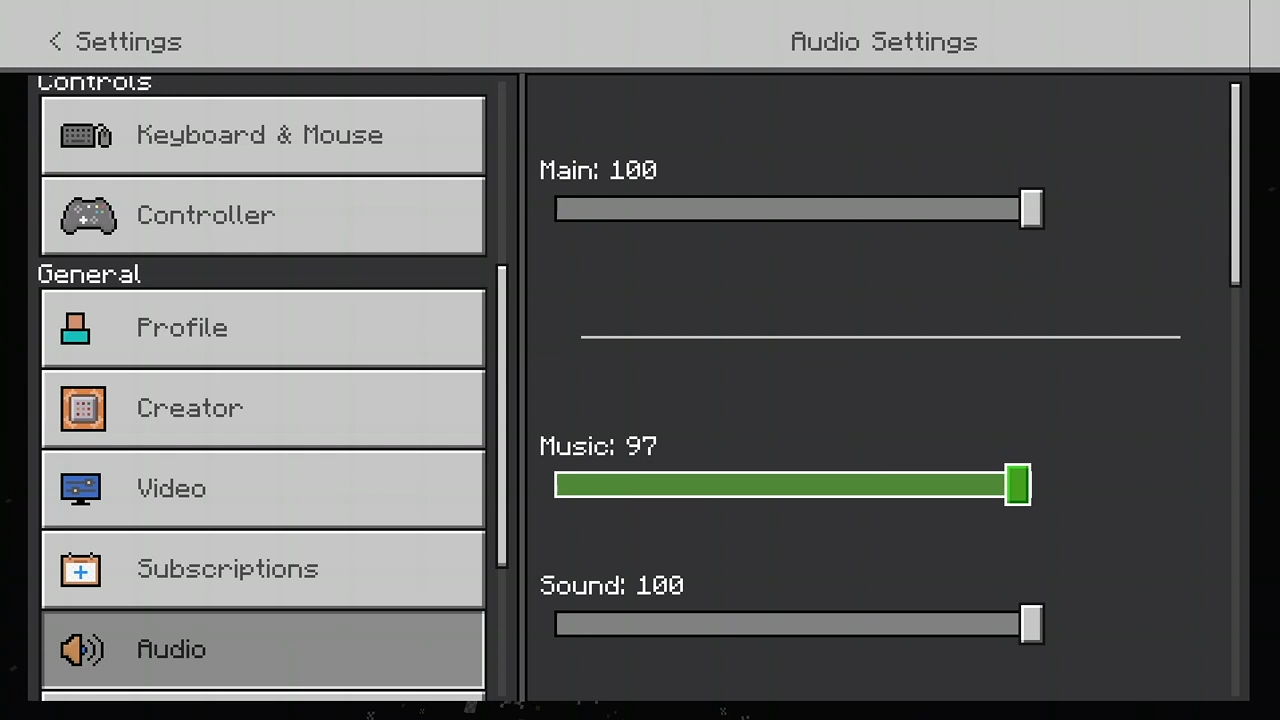 Settings
Audio Settings
Controls
Keyboard & Mouse
Controller
General
Profile
Creator
Video
Subscriptions
Audio
Main: 100
Music: 97
Sound: 100